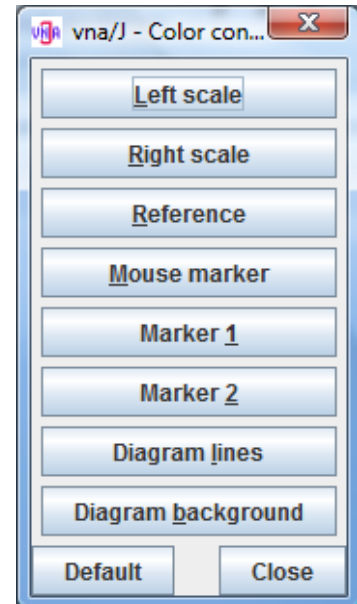 VNA vna/J - Color con...
Left scale
Right scale
Reference
Mouse marker
Marker 1
Marker 2
Diagram lines
Diagram background
Default Close